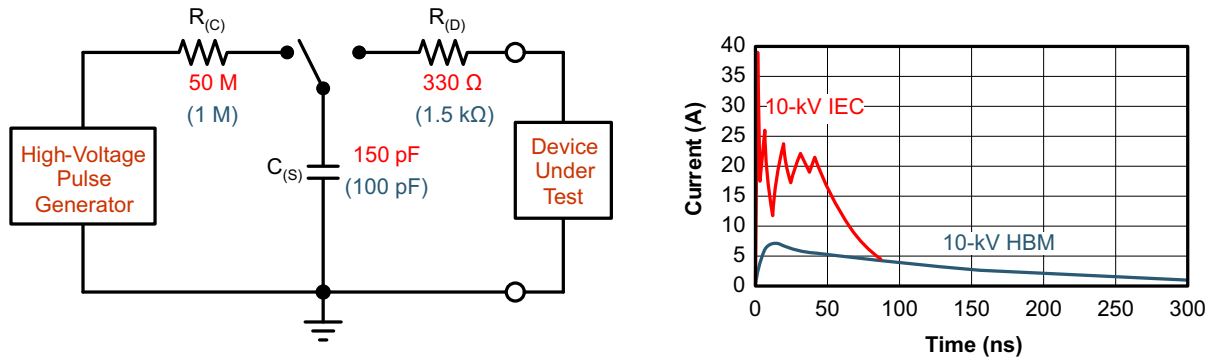 R(C)
R(D)
50 M
(1 M)
330 Ω
(1.5 kΩ)
High-Voltage
Pulse
Generator
C(S)
150 pF
(100 pF)
Device
Under
Test
Current (A)
40
35
30
25
20
15
10
5
0
10-kV IEC
10-kV HBM
0
50
100
150
200
250
300
Time (ns)